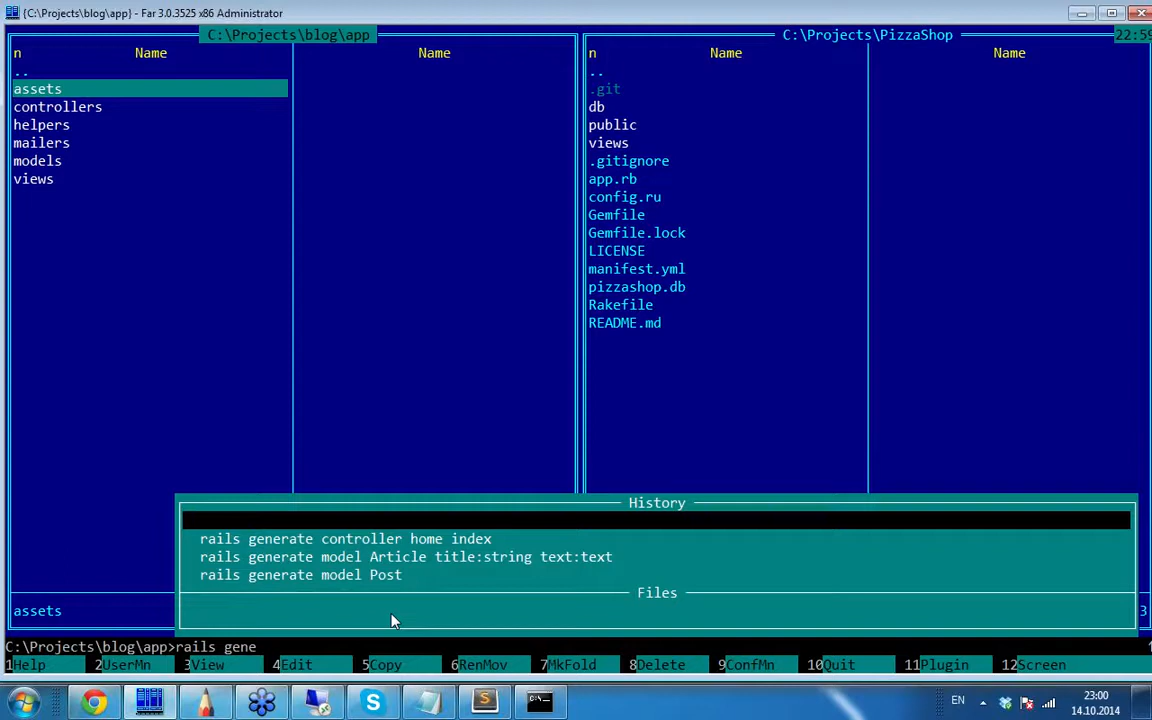 {C:\Projects\blog\app} - Far 3.0.3525 x86 Administrator
C:\Projects\blog\app
C:\Projects\PizzaShop
22:59
n Name Name
n Name Name
..
assets
controllers
helpers
mailers
models
views
..
.git
db
public
views
.gitignore
app.rb
config.ru
Gemfile
Gemfile.lock
LICENSE
manifest.yml
pizzashop.db
Rakefile
README.md
History
rails generate controller home index
rails generate model Article title:string text:text
rails generate model Post
Files
assets
3
C:\Projects\blog\app>rails gene
1Help 2UserMn 3View 4Edit 5Copy 6RenMov 7MkFold 8Delete 9ConfMn 10Quit 11Plugin 12Screen
EN
23:00
14.10.2014